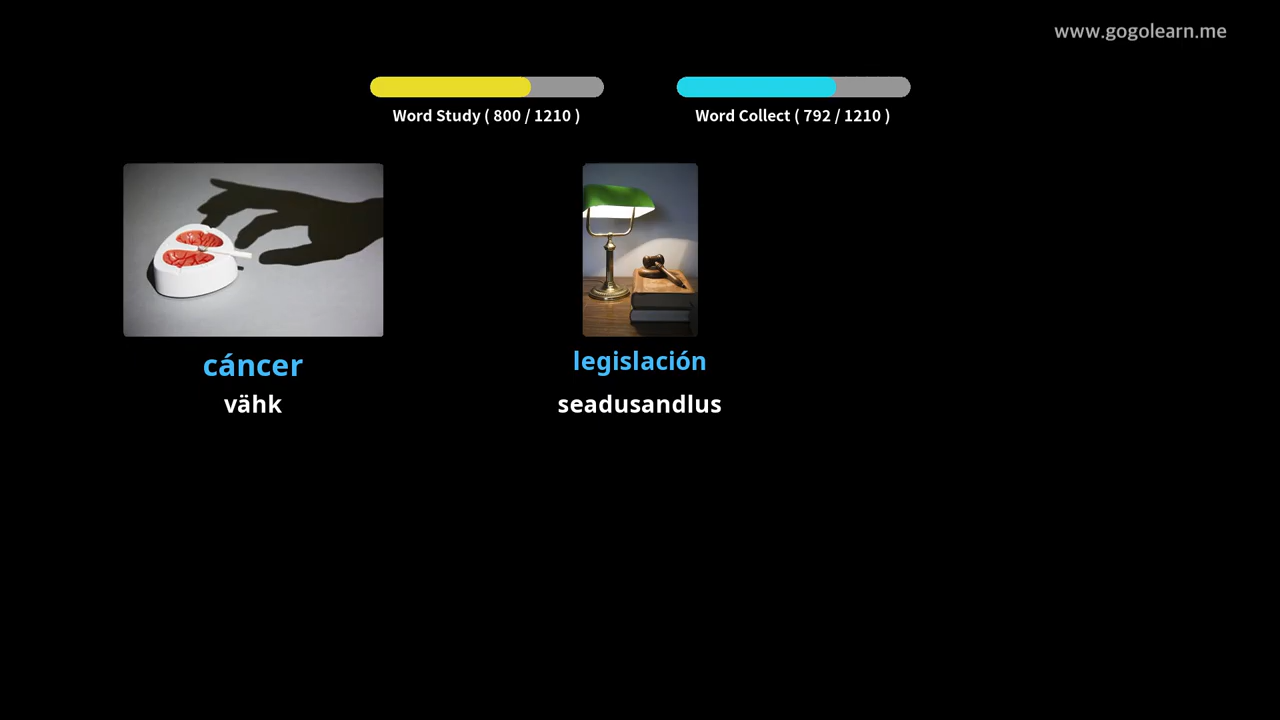 www.gogolearn.me
Word Study ( 800 / 1210 )
Word Collect ( 792 / 1210 )
cáncer
vähk
legislación
seadusandlus